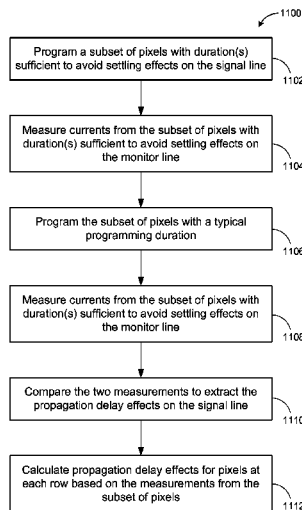 1100
Program a subset of pixels with duration(s)
sufficient to avoid settling effects on the signal line
1102
Measure currents from the subset of pixels with
duration(s) sufficient to avoid settling effects on
the monitor line
1104
Program the subset of pixels with a typical
programming duration
1106
Measure currents from the subset of pixels with
duration(s) sufficient to avoid settling effects on
the monitor line
1108
Compare the two measurements to extract the
propagation delay effects on the signal line
1110
Calculate propagation delay effects for pixels at
each row based on the measurements from the
subset of pixels
1112